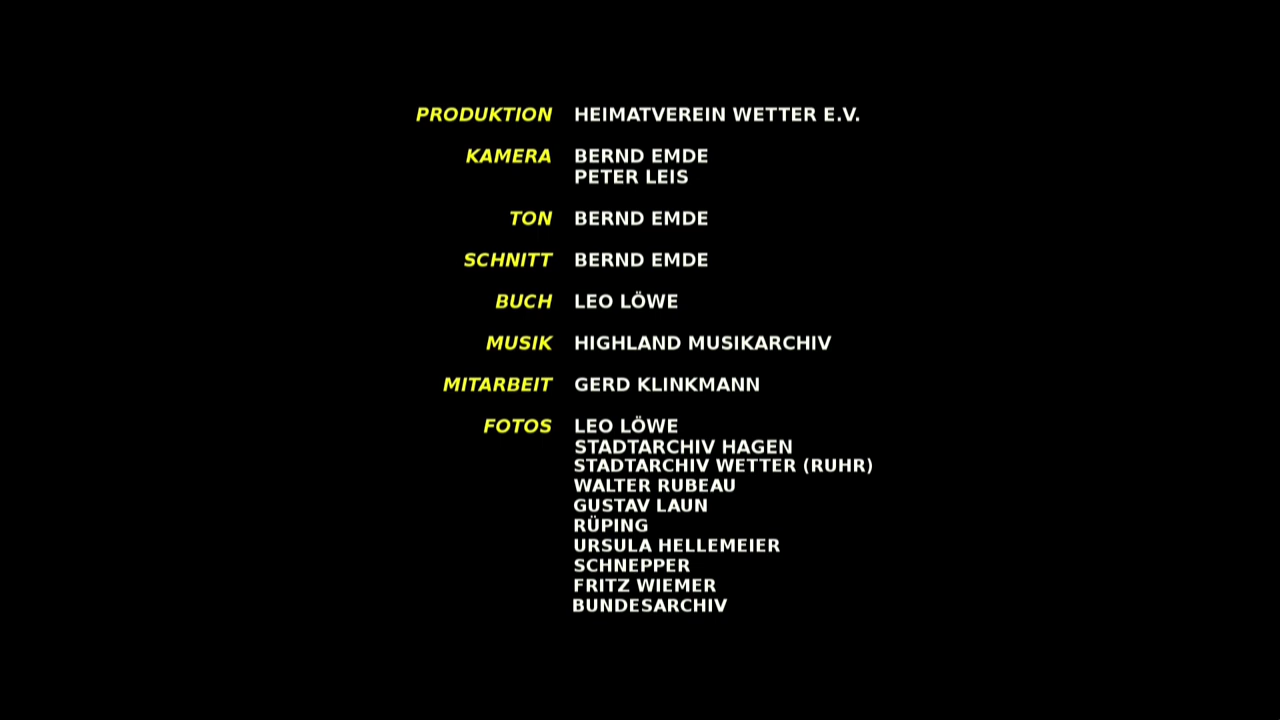 PRODUKTION HEIMATVEREIN WETTER E.V.
KAMERA BERND EMDE
PETER LEIS
TON BERND EMDE
SCHNITT BERND EMDE
BUCH LEO LÖWE
MUSIK HIGHLAND MUSIKARCHIV
MITARBEIT GERD KLINKMANN
FOTOS LEO LÖWE
STADTARCHIV HAGEN
STADTARCHIV WETTER (RUHR)
WALTER RUBEAU
GUSTAV LAUN
RÜPING
URSULA HELLEMEIER
SCHNEPPER
FRITZ WIEMER
BUNDESARCHIV